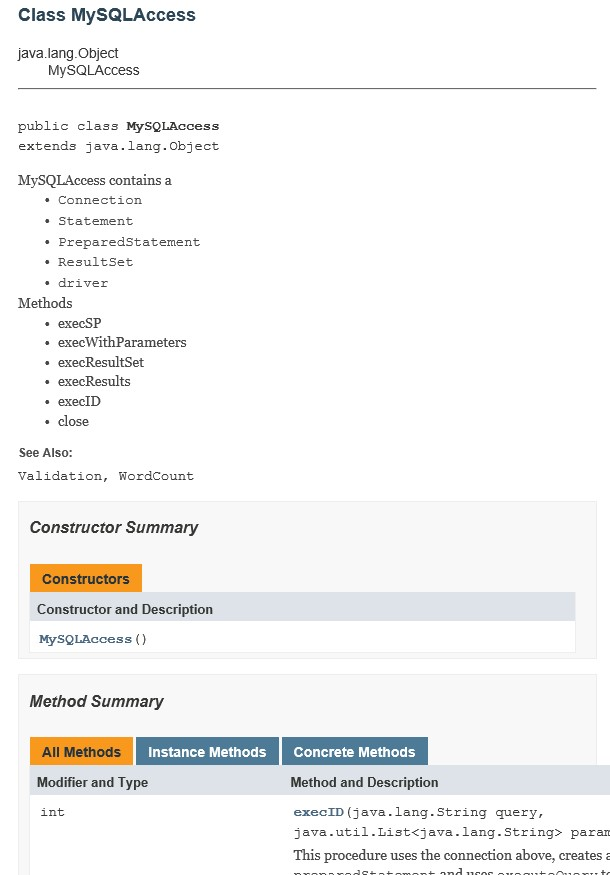 Class MySQLAccess
java.lang.Object
MySQLAccess
public class MySQLAccess
extends java.lang.Object
MySQLAccess contains a
• Connection
• Statement
• PreparedStatement
• ResultSet
• driver
Methods
• execSP
• execWithParameters
• execResultSet
• execResults
• execID
• close
See Also:
Validation, WordCount
Constructor Summary
Constructors
Constructor and Description
MySQLAccess()
Method Summary
All Methods Instance Methods Concrete Methods
Modifier and Type Method and Description
int execID(java.lang.String query,
java.util.List<java.lang.String> param
This procedure uses the connection above, creates a
preparedStatement and uses executeQuery to